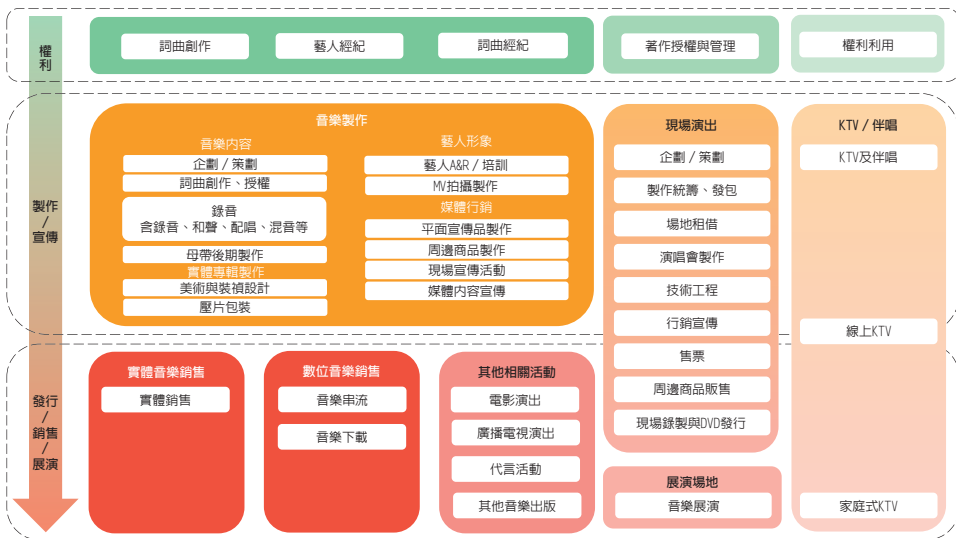 權利
詞曲創作
藝人經紀
詞曲經紀
著作授權與管理
權利利用
製作
/
宣傳
音樂製作
音樂內容
企劃 / 策劃
詞曲創作、授權
錄音
含錄音、和聲、配唱、混音等
母帶後期製作
實體專輯製作
美術與裝禎設計
壓片包裝
藝人形象
藝人A&R / 培訓
MV拍攝製作
媒體行銷
平面宣傳品製作
周邊商品製作
現場宣傳活動
媒體內容宣傳
現場演出
企劃 / 策劃
製作統籌、發包
場地租借
演唱會製作
技術工程
行銷宣傳
售票
周邊商品販售
現場錄製與DVD發行
KTV / 伴唱
KTV及伴唱
線上KTV
家庭式KTV
發行
/
銷售
/
展演
實體音樂銷售
實體銷售
數位音樂銷售
音樂串流
音樂下載
其他相關活動
電影演出
廣播電視演出
代言活動
其他音樂出版
展演場地
音樂展演